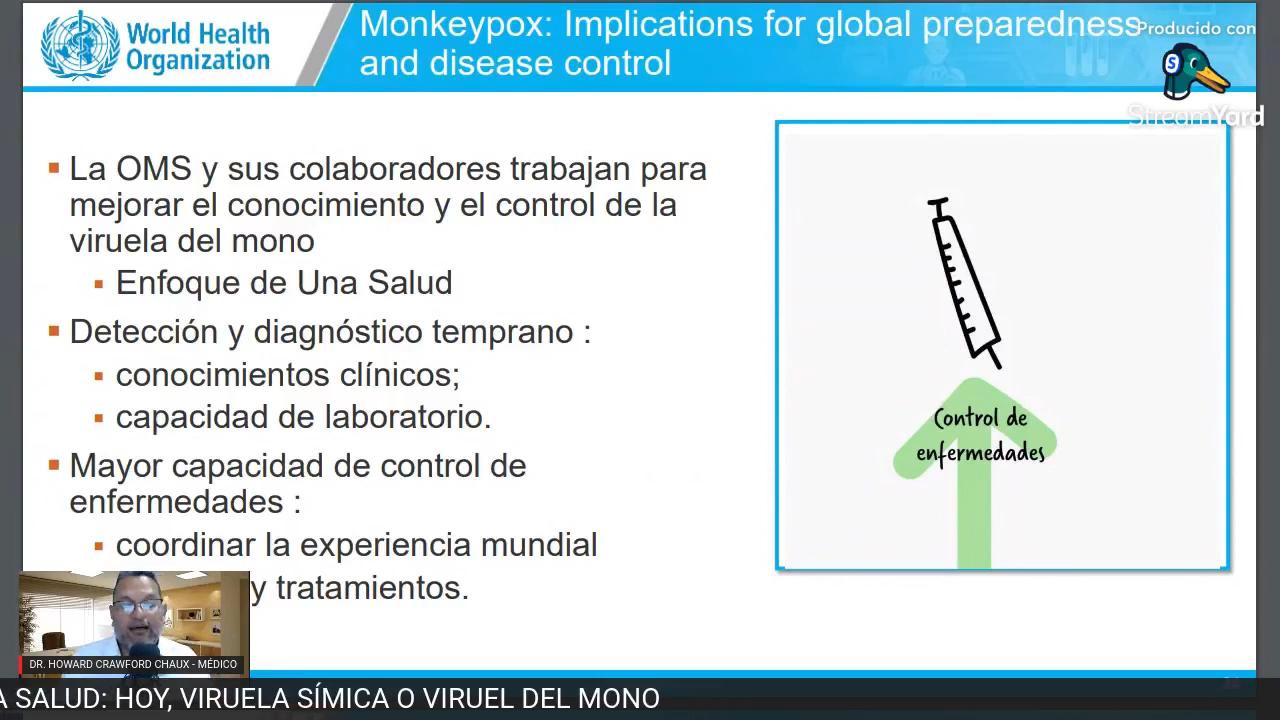 World Health
Organization
Monkeypox: Implications for global preparedness
and disease control
Producido con
S
StreamYard
La OMS y sus colaboradores trabajan para
mejorar el conocimiento y el control de la
viruela del mono
Enfoque de Una Salud
Detección y diagnóstico temprano :
conocimientos clínicos;
capacidad de laboratorio.
Mayor capacidad de control de
enfermedades :
coordinar la experiencia mundial
y tratamientos.
Control de
enfermedades
DR. HOWARD CRAWFORD CHAUX - MÉDICO
A SALUD: HOY, VIRUELA SÍMICA O VIRUEL DEL MONO